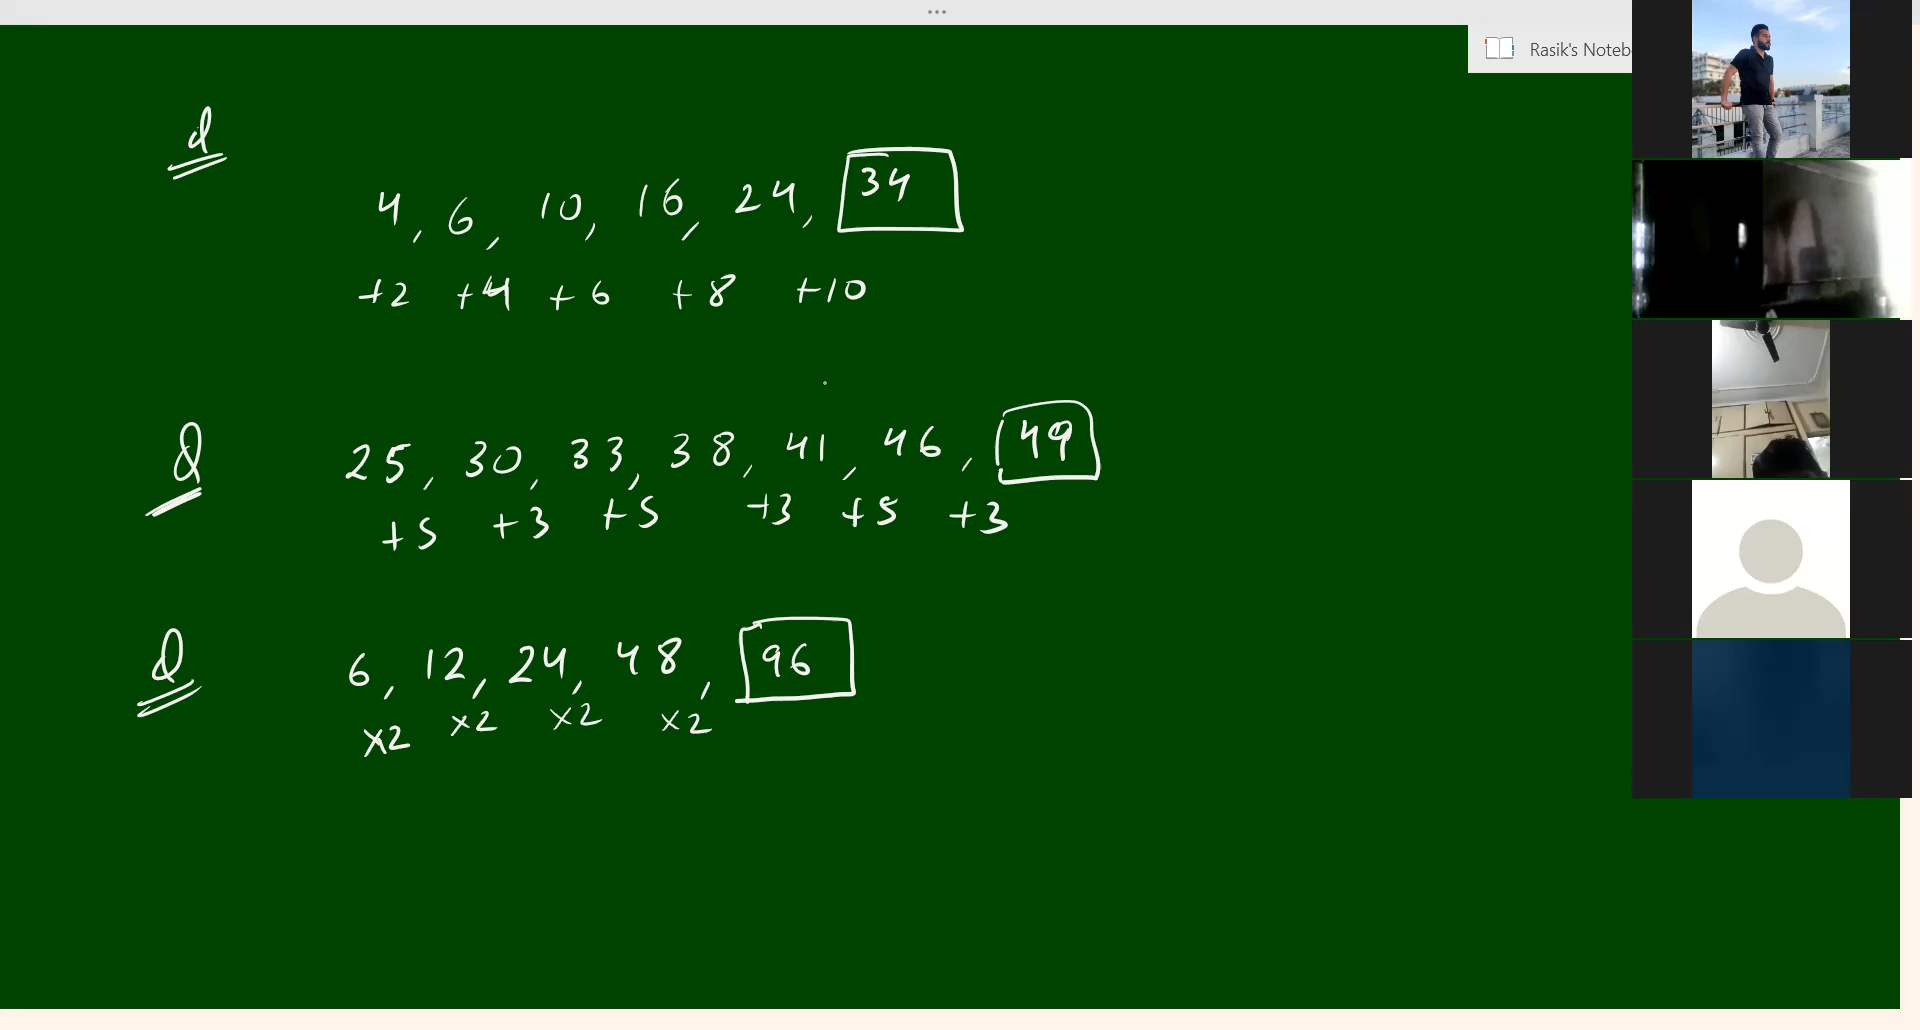 Rasik's Noteb
Q
4, 6, 10, 16, 24, 34
+2 +4 +6 +8 +10
Q
25, 30, 33, 38, 41, 46, 49
+5 +3 +5 +3 +5 +3
Q
6, 12, 24, 48, 96
×2 ×2 ×2 ×2